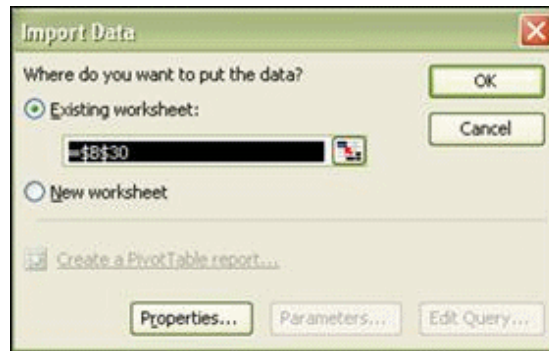 Import Data
Where do you want to put the data?
Existing worksheet:
=$B$30
New worksheet
Create a PivotTable report...
OK
Cancel
Properties...
Parameters...
Edit Query...